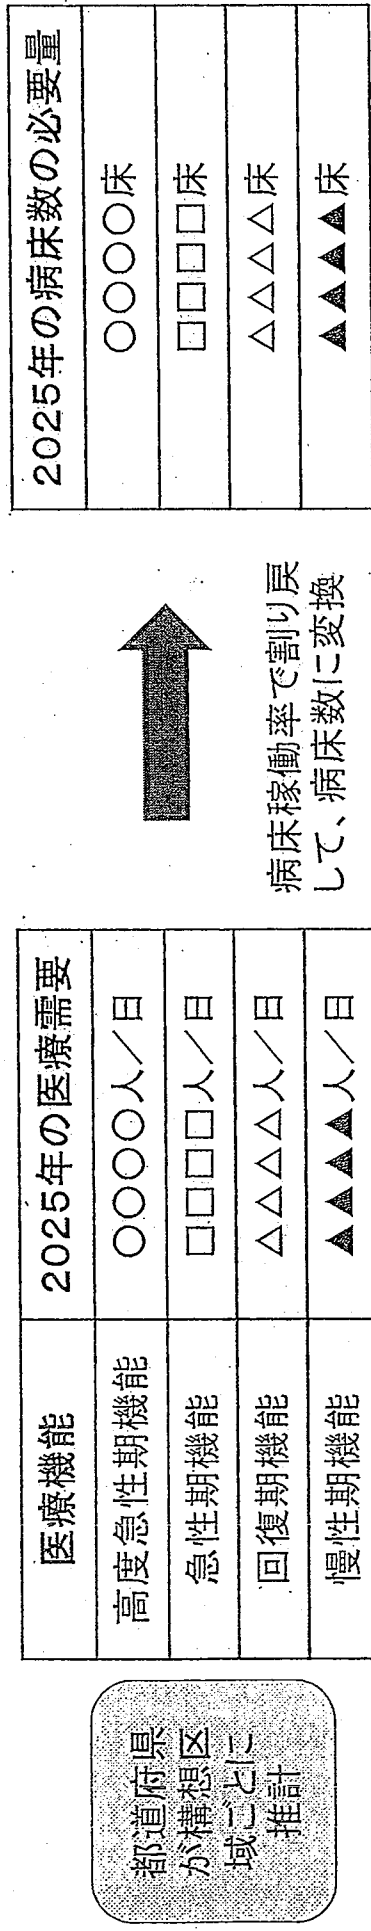 都道府県
が構想区
域ごとに
推計
医療機能 2025年の医療需要
高度急性期機能 ○○○○人／日
急性期機能 □□□□人／日
回復期機能 △△△△人／日
慢性期機能 ▲▲▲▲人／日
病床稼働率で割り戻
して、病床数に変換
2025年の病床数の必要量
○○○○床
□□□□床
△△△△床
▲▲▲▲床